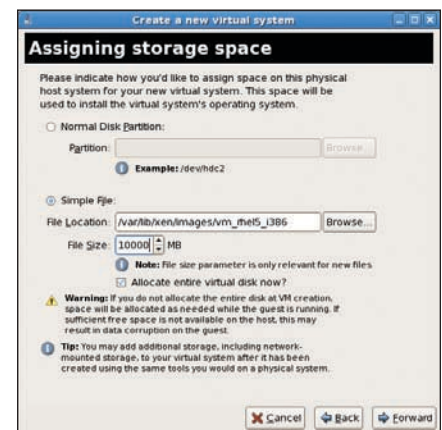 Create a new virtual system
Assigning storage space
Please indicate how you'd like to assign space on this physical
host system for your new virtual system. This space will be
used to install the virtual system's operating system.
Normal Disk Partition:
Partition: Browse...
Example: /dev/hdc2
Simple File:
File Location: /var/lib/xen/images/vm_rhel5_i386 Browse...
File Size: 10000 MB
Note: File size parameter is only relevant for new files
Allocate entire virtual disk now?
Warning: If you do not allocate the entire disk at VM creation,
space will be allocated as needed while the guest is running. If
sufficient free space is not available on the host, this may
result in data corruption on the guest.
Tip: You may add additional storage, including network-
mounted storage, to your virtual system after it has been
created using the same tools you would on a physical system.
Cancel Back Forward